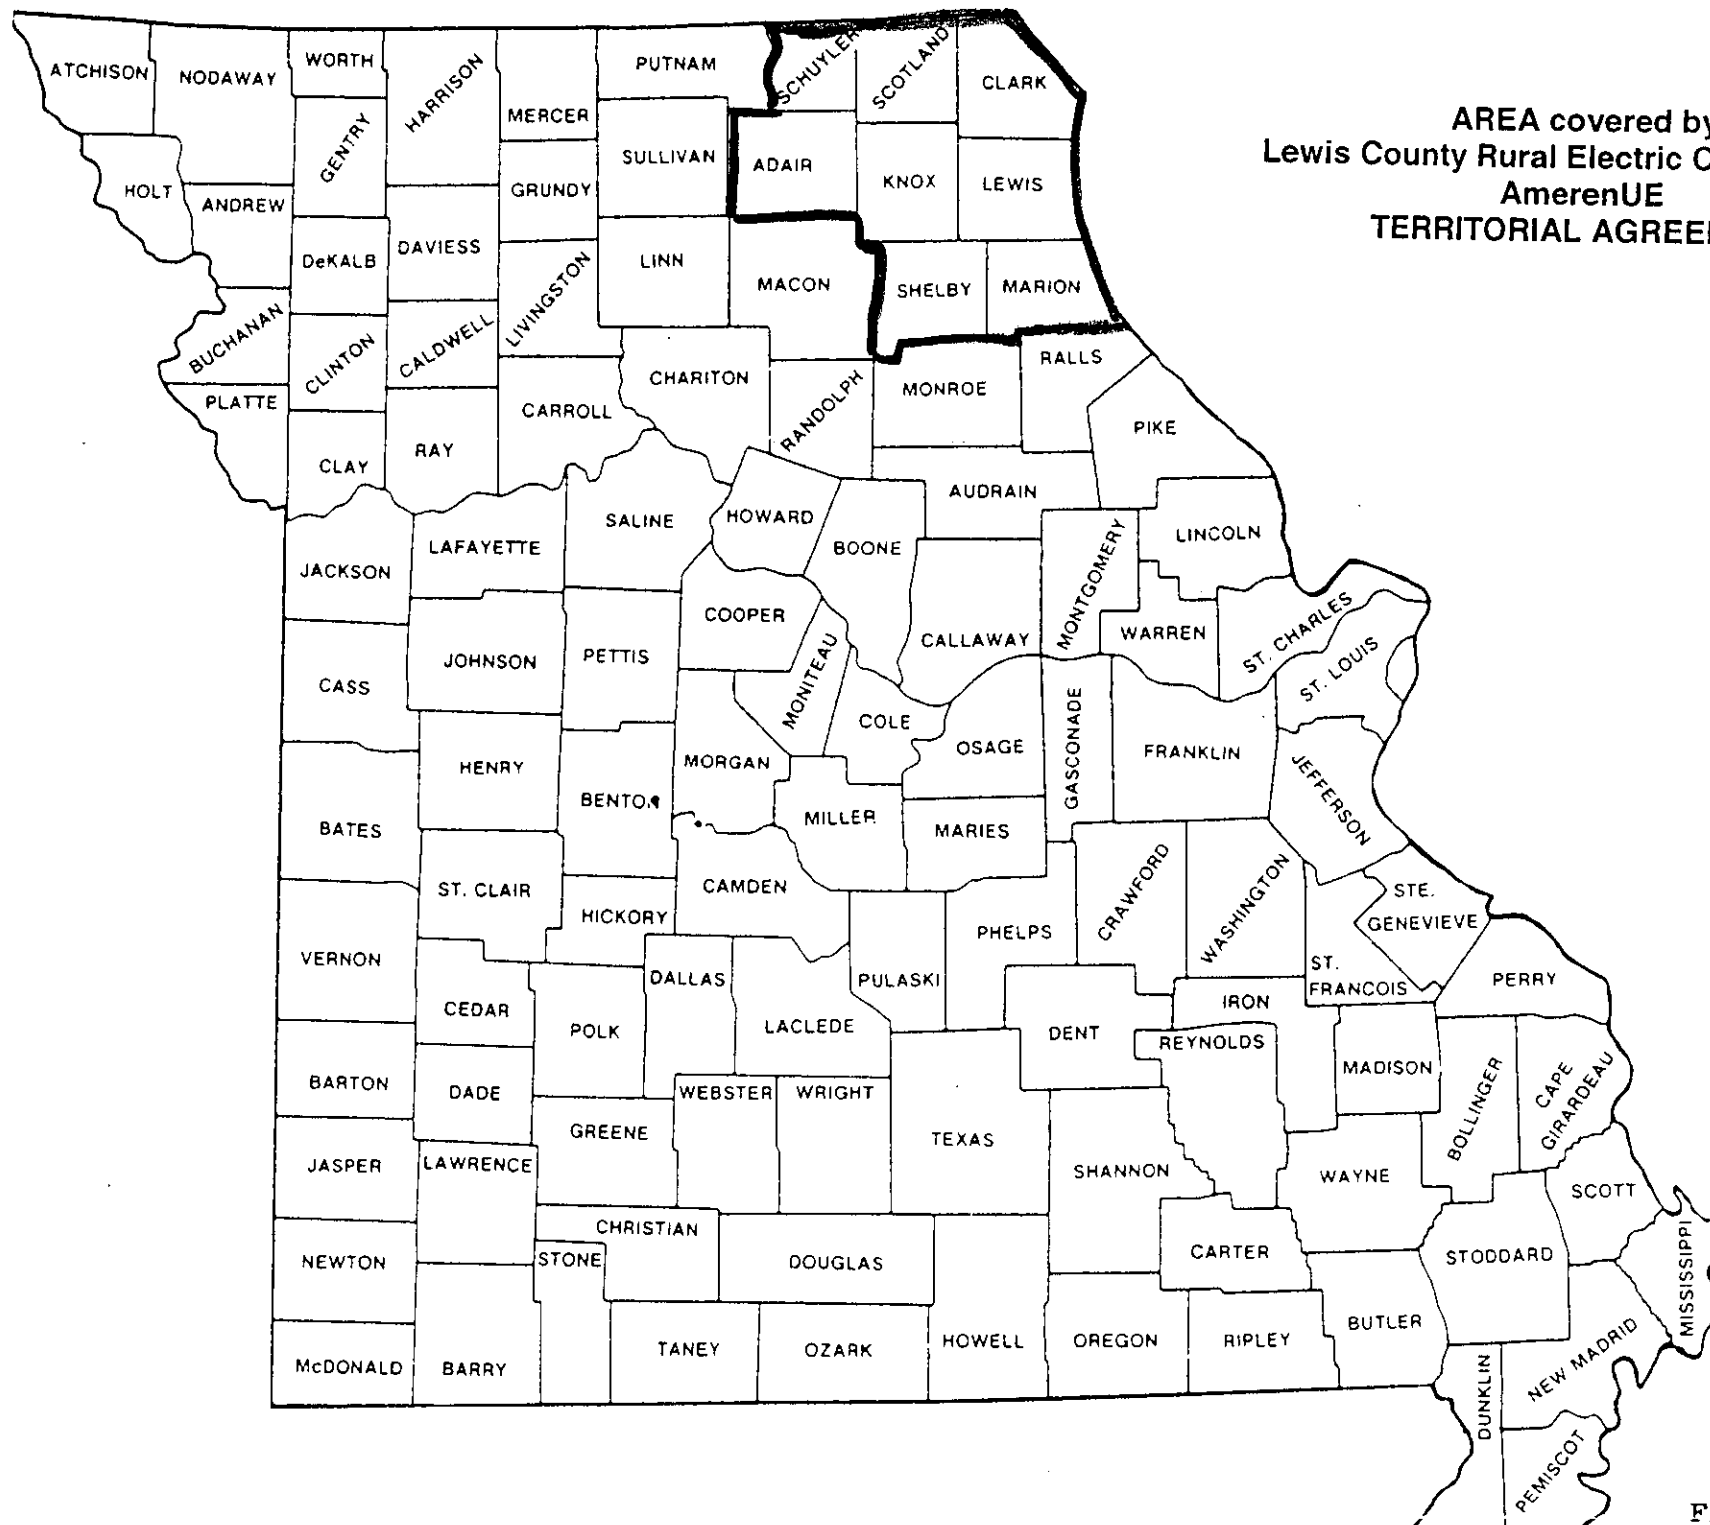 AREA covered by
Lewis County Rural Electric C
AmerenUE
TERRITORIAL AGREE
ATCHISON
NODAWAY
WORTH
HARRISON
MERCER
PUTNAM
SCHUYLER
SCOTLAND
CLARK
GENTRY
SULLIVAN
ADAIR
KNOX
LEWIS
HOLT
ANDREW
GRUNDY
DeKALB
DAVIESS
LIVINGSTON
LINN
MACON
SHELBY
MARION
BUCHANAN
CLINTON
CALDWELL
CHARITON
RANDOLPH
MONROE
RALLS
PLATTE
CLAY
RAY
CARROLL
PIKE
AUDRAIN
SALINE
HOWARD
BOONE
MONTGOMERY
LINCOLN
JACKSON
LAFAYETTE
COOPER
CALLAWAY
WARREN
ST. CHARLES
ST. LOUIS
CASS
JOHNSON
PETTIS
MONITEAU
COLE
OSAGE
GASCONADE
FRANKLIN
JEFFERSON
HENRY
BENTO
MORGAN
MILLER
MARIES
BATES
ST. CLAIR
CAMDEN
CRAWFORD
WASHINGTON
STE.
GENEVIEVE
HICKORY
PHELPS
VERNON
DALLAS
PULASKI
ST.
FRANCOIS
PERRY
CEDAR
POLK
LACLEDE
DENT
IRON
REYNOLDS
MADISON
BOLLINGER
CAPE
GIRARDEAU
BARTON
DADE
WEBSTER
WRIGHT
GREENE
TEXAS
SHANNON
WAYNE
SCOTT
JASPER
LAWRENCE
CHRISTIAN
STONE
DOUGLAS
CARTER
STODDARD
MISSISSIPPI
NEWTON
McDONALD
BARRY
TANEY
OZARK
HOWELL
OREGON
RIPLEY
BUTLER
DUNKLIN
NEW MADRID
PEMISCOT